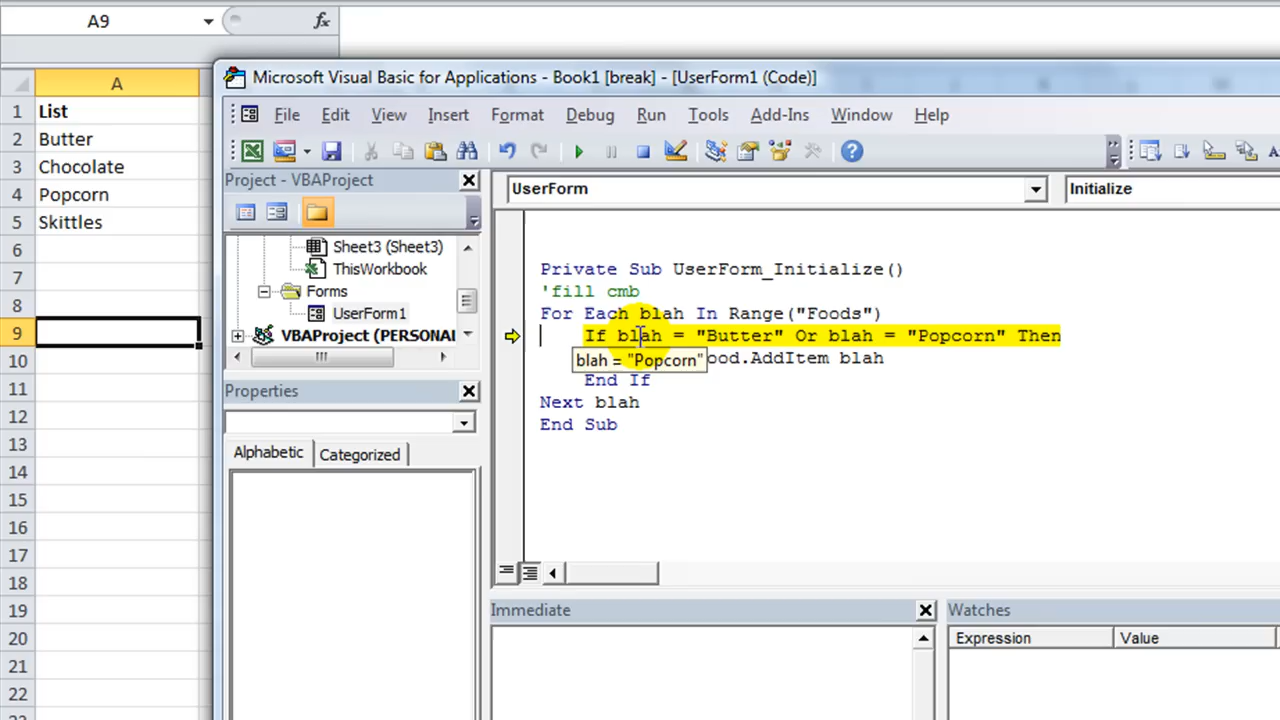 A9
fx
Microsoft Visual Basic for Applications - Book1 [break] - [UserForm1 (Code)]
File Edit View Insert Format Debug Run Tools Add-Ins Window Help
A
1 List
2 Butter
3 Chocolate
4 Popcorn
5 Skittles
6
7
8
9
10
11
12
13
14
15
16
17
18
19
20
21
22
Project - VBAProject
Sheet3 (Sheet3)
ThisWorkbook
Forms
UserForm1
VBAProject (PERSONAL
Properties
Alphabetic Categorized
UserForm Initialize
Private Sub UserForm_Initialize()
'fill cmb
For Each blah In Range("Foods")
If blah = "Butter" Or blah = "Popcorn" Then
blah = "Popcorn" ood.AddItem blah
End If
Next blah
End Sub
Immediate
Watches
Expression Value